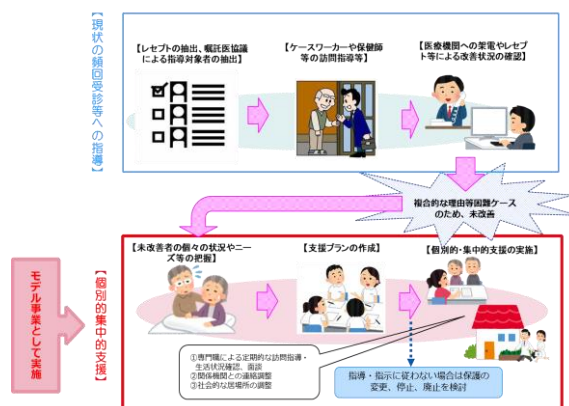 【現状の頻回受診等への指導】
【レセプトの抽出、嘱託医協議
による指導対象者の抽出】
【ケースワーカーや保健師
等の訪問指導等】
【医療機関への架電やレセプ
ト等による改善状況の確認】
複合的な理由等困難ケース
のため、未改善
モデル事業として実施
【個別的集中的支援】
【未改善者の個々の状況やニー
ズ等の把握】
【支援プランの作成】
【個別的・集中的支援の実施】
①専門職による定期的な訪問指導・
生活状況確認、面談
②関係機関との連絡調整
③社会的な居場所の調整
指導・指示に従わない場合は保護の
変更、停止、廃止を検討